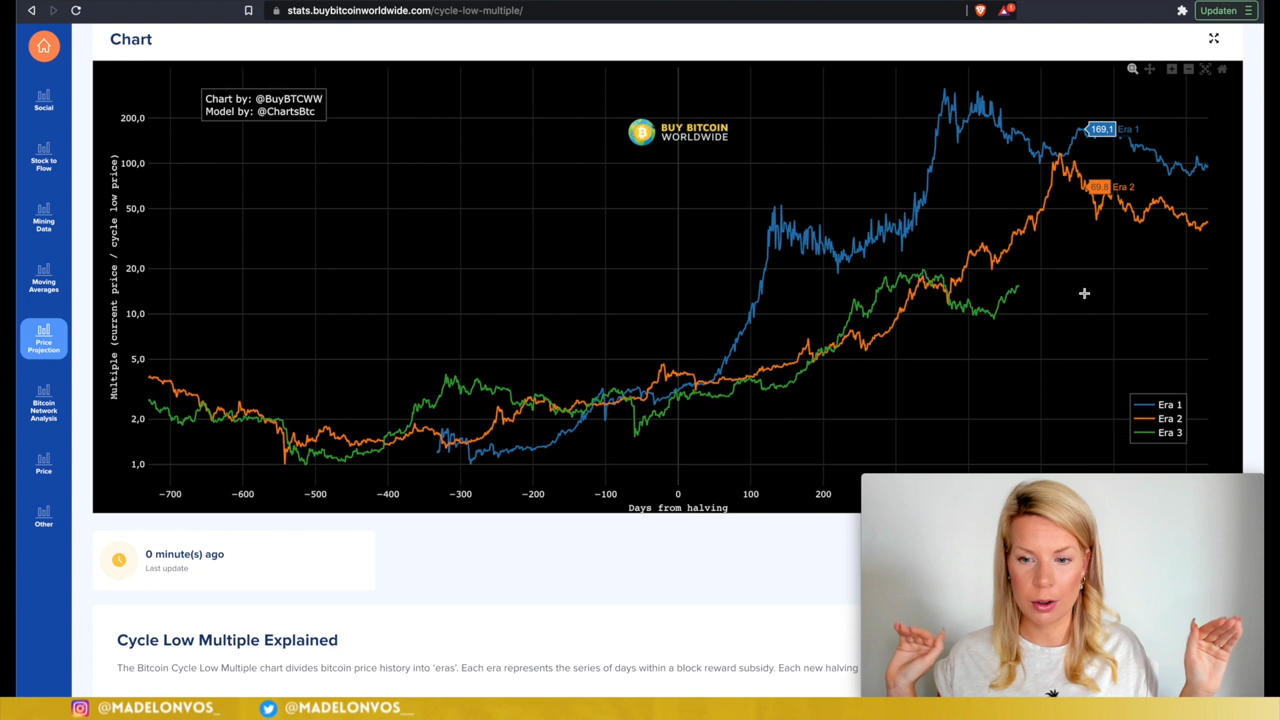 stats.buybitcoinworldwide.com/cycle-low-multiple/
1
Updaten
Chart
Social
Stock to
Flow
Mining
Data
Moving
Averages
Price
Projection
Bitcoin
Network
Analysis
Price
Other
Chart by: @BuyBTCWW
Model by: @ChartsBtc
BUY BITCOIN
WORLDWIDE
Multiple (current price / cycle low price)
200,0
100,0
50,0
20,0
10,0
5,0
2,0
1,0
169,1 Era 1
69,8 Era 2
Era 1
Era 2
Era 3
−700 −600 −500 −400 −300 −200 −100 0 100 200
Days from halving
0 minute(s) ago
Last update
Cycle Low Multiple Explained
The Bitcoin Cycle Low Multiple chart divides bitcoin price history into 'eras'. Each era represents the series of days within a block reward subsidy. Each new halving
@MADELONVOS_ @MADELONVOS__